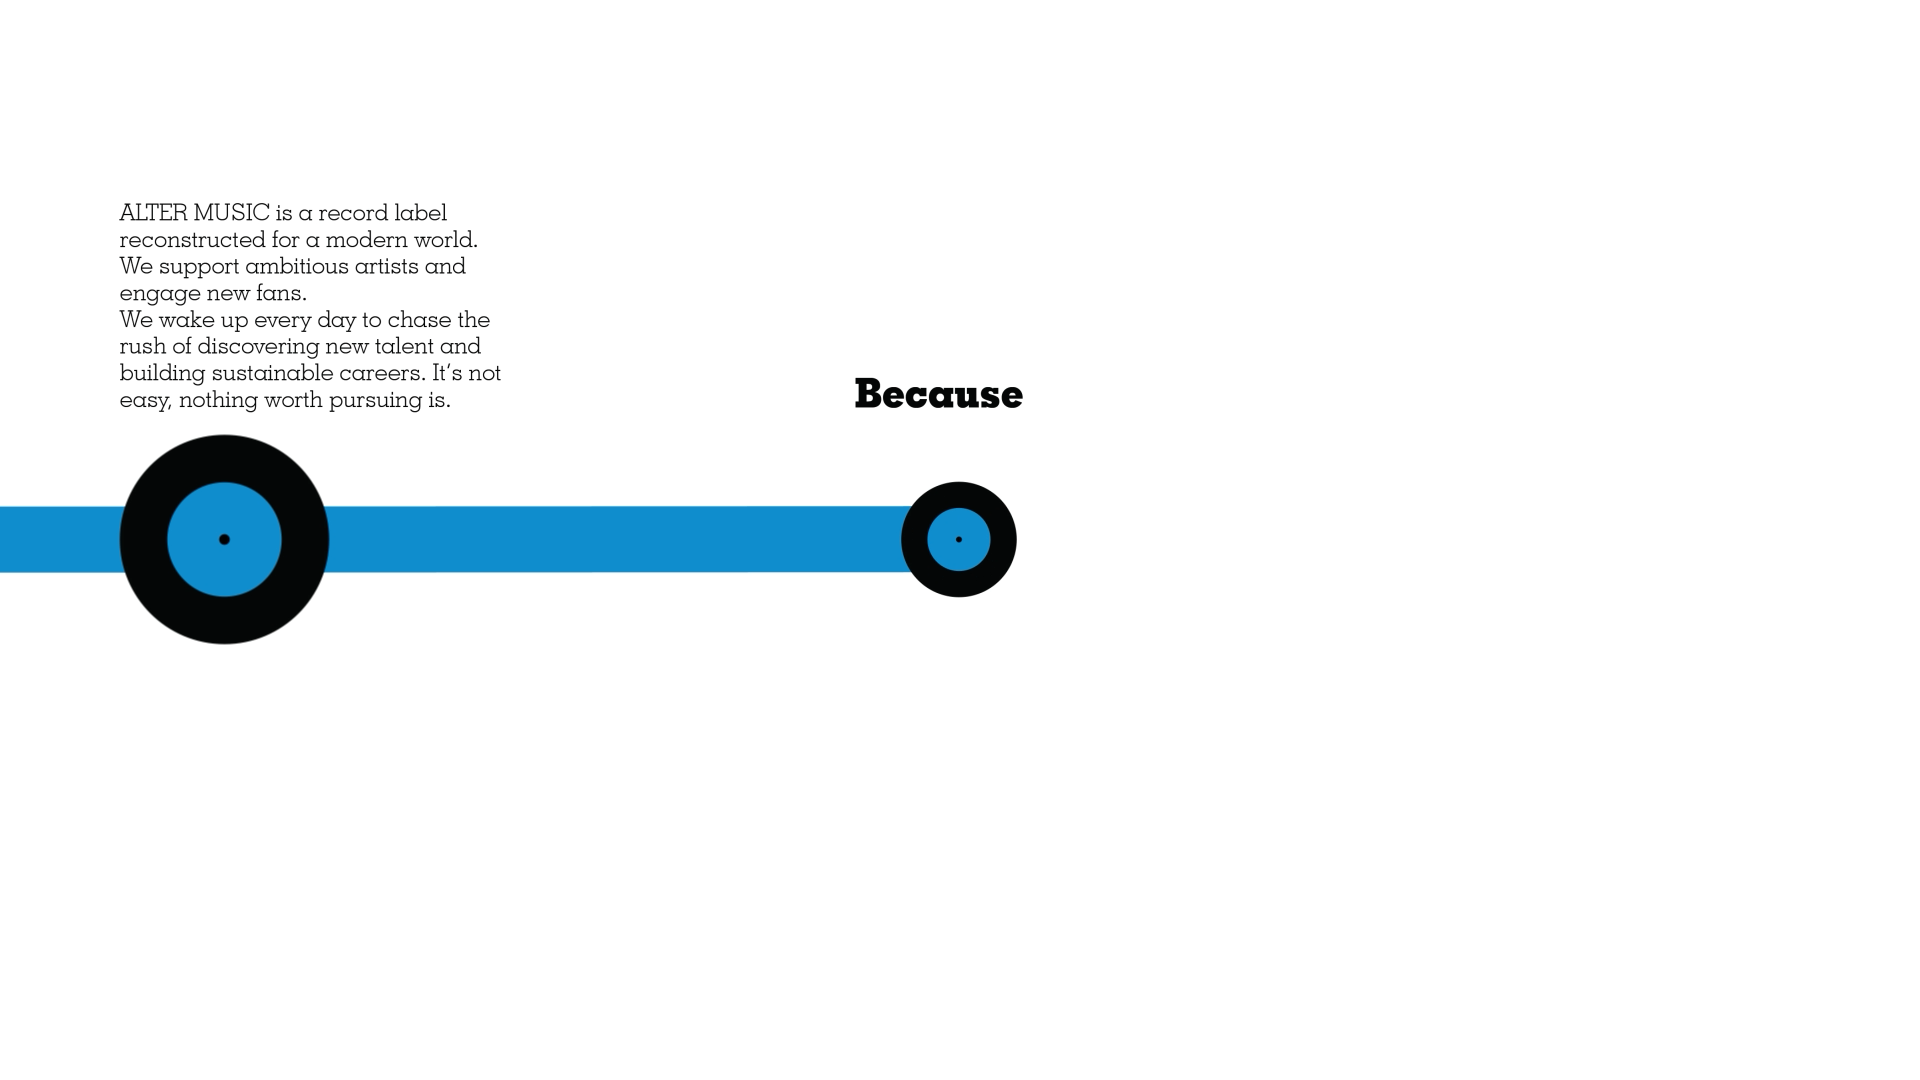 ALTER MUSIC is a record label
reconstructed for a modern world.
We support ambitious artists and
engage new fans.
We wake up every day to chase the
rush of discovering new talent and
building sustainable careers. It’s not
easy, nothing worth pursuing is.
Because